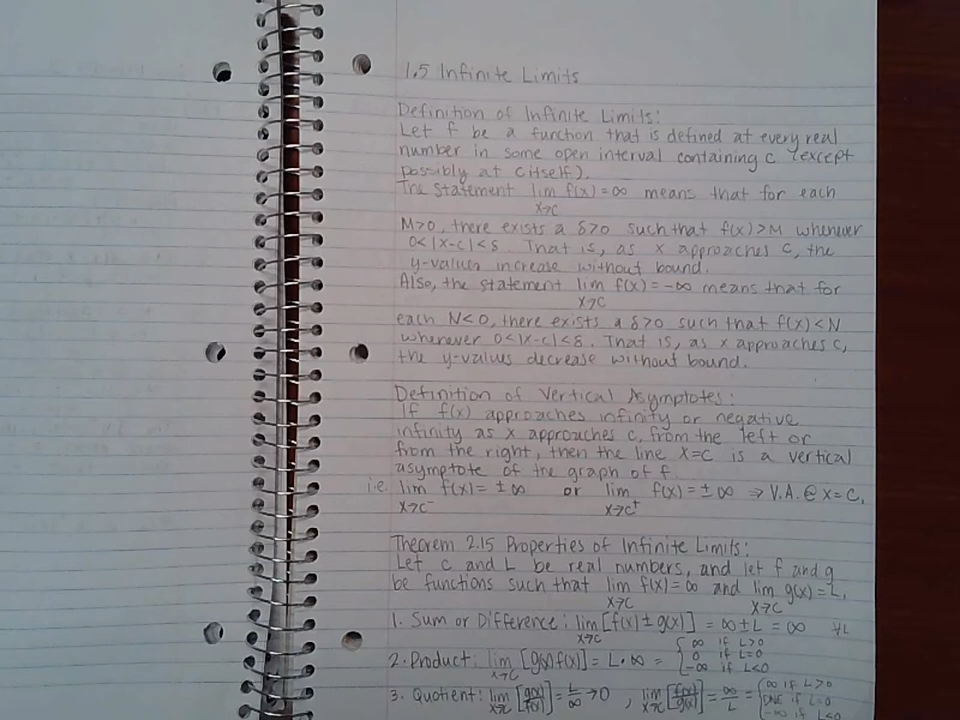 1.5 Infinite Limits
Definition of Infinite Limits:
Let f be a function that is defined at every real
number in some open interval containing c (except
possibly at c itself).
The statement lim f(x)=∞ means that for each
x→c
M>0, there exists a δ>0 such that f(x)>M whenever
0<|x-c|<δ. That is, as x approaches c, the
y-values increase without bound.
Also, the statement lim f(x)=-∞ means that for
x→c
each N<0, there exists a δ>0 such that f(x)<N
whenever 0<|x-c|<δ. That is, as x approaches c,
the y-values decrease without bound.
Definition of Vertical Asymptotes:
If f(x) approaches infinity or negative
infinity as x approaches c, from the left or
from the right, then the line x=c is a vertical
asymptote of the graph of f.
i.e. lim f(x)=±∞ or lim f(x)=±∞ ⇒ V.A. @ x=c.
x→c⁻ x→c⁺
Theorem 2.15 Properties of Infinite Limits:
Let c and L be real numbers, and let f and g
be functions such that lim f(x)=∞ and lim g(x)=L.
x→c x→c
1. Sum or Difference: lim [f(x)±g(x)] = ∞±L = ∞ ∀L
x→c
2. Product: lim [g(x)f(x)] = L·∞ = { ∞ if L>0
x→c 0 if L=0
-∞ if L<0
3. Quotient: lim [g(x)/f(x)] = L/∞ → 0 , lim [f(x)/g(x)] = ∞/L = { ∞ if L>0
x→c x→c DNE if L=0
-∞ if L<0